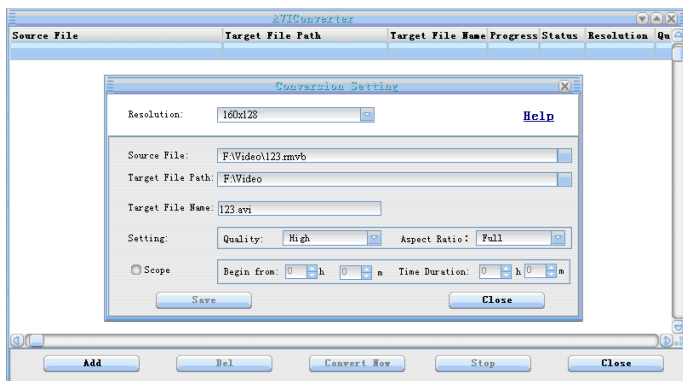 AVIConverter
Source File Target File Path Target File Name Progress Status Resolution Qu
Conversion Setting
Resolution: 160x128 Help
Source File: F:\Video\123.rmvb
Target File Path: F:\Video
Target File Name: 123.avi
Setting: Quality: High Aspect Ratio: Full
Scope Begin from: 0 h 0 m Time Duration: 0 h 0 m
Save Close
Add Del Convert Now Stop Close